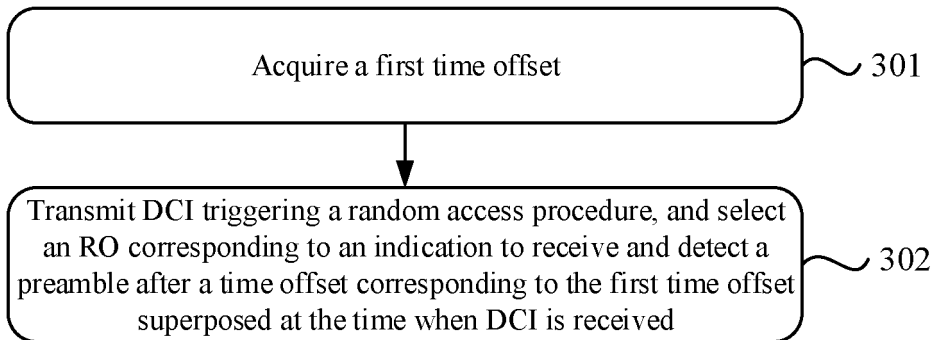 Acquire a first time offset
301
Transmit DCI triggering a random access procedure, and select
an RO corresponding to an indication to receive and detect a
preamble after a time offset corresponding to the first time offset
superposed at the time when DCI is received
302